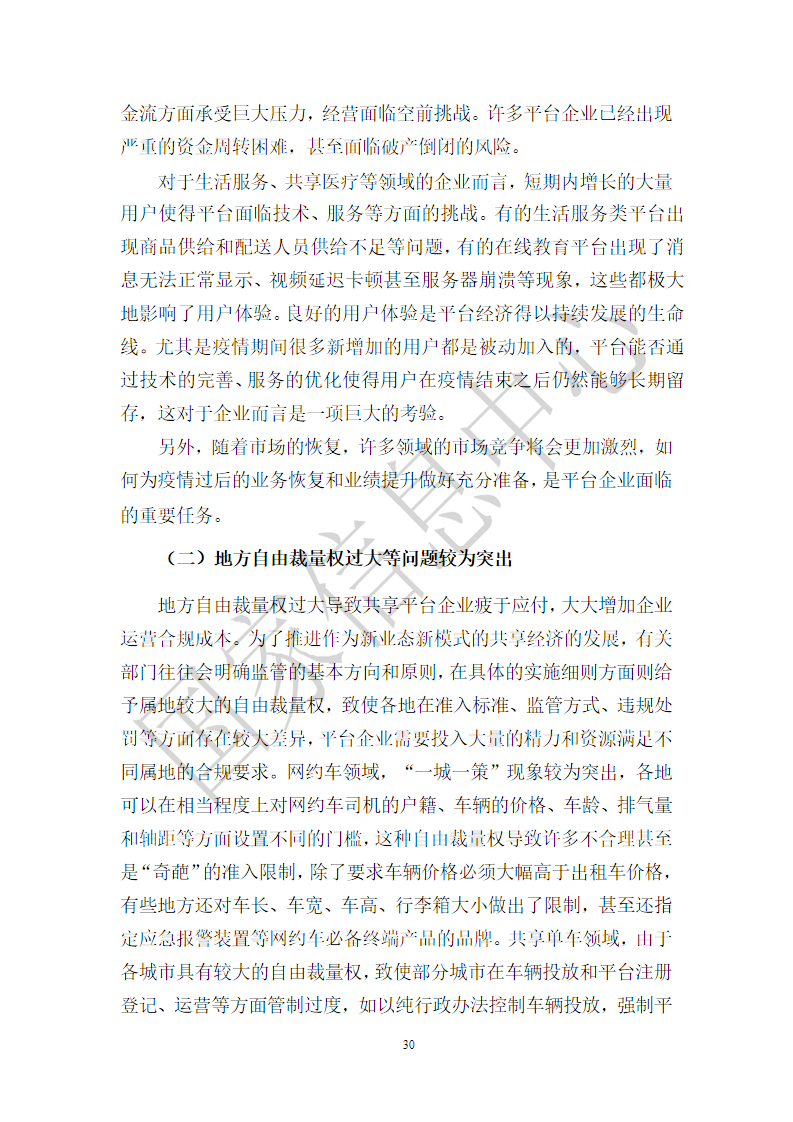 金流方面承受巨大压力，经营面临空前挑战。许多平台企业已经出现
严重的资金周转困难，甚至面临破产倒闭的风险。
对于生活服务、共享医疗等领域的企业而言，短期内增长的大量
用户使得平台面临技术、服务等方面的挑战。有的生活服务类平台出
现商品供给和配送人员供给不足等问题，有的在线教育平台出现了消
息无法正常显示、视频延迟卡顿甚至服务器崩溃等现象，这些都极大
地影响了用户体验。良好的用户体验是平台经济得以持续发展的生命
线。尤其是疫情期间很多新增加的用户都是被动加入的，平台能否通
过技术的完善、服务的优化使得用户在疫情结束之后仍然能够长期留
存，这对于企业而言是一项巨大的考验。
另外，随着市场的恢复，许多领域的市场竞争将会更加激烈，如
何为疫情过后的业务恢复和业绩提升做好充分准备，是平台企业面临
的重要任务。
（二）地方自由裁量权过大等问题较为突出
地方自由裁量权过大导致共享平台企业疲于应付，大大增加企业
运营合规成本。为了推进作为新业态新模式的共享经济的发展，有关
部门往往会明确监管的基本方向和原则，在具体的实施细则方面则给
予属地较大的自由裁量权，致使各地在准入标准、监管方式、违规处
罚等方面存在较大差异，平台企业需要投入大量的精力和资源满足不
同属地的合规要求。网约车领域，“一城一策”现象较为突出，各地
可以在相当程度上对网约车司机的户籍、车辆的价格、车龄、排气量
和轴距等方面设置不同的门槛，这种自由裁量权导致许多不合理甚至
是“奇葩”的准入限制，除了要求车辆价格必须大幅高于出租车价格，
有些地方还对车长、车宽、车高、行李箱大小做出了限制，甚至还指
定应急报警装置等网约车必备终端产品的品牌。共享单车领域，由于
各城市具有较大的自由裁量权，致使部分城市在车辆投放和平台注册
登记、运营等方面管制过度，如以纯行政办法控制车辆投放，强制平
30
国家信息中心